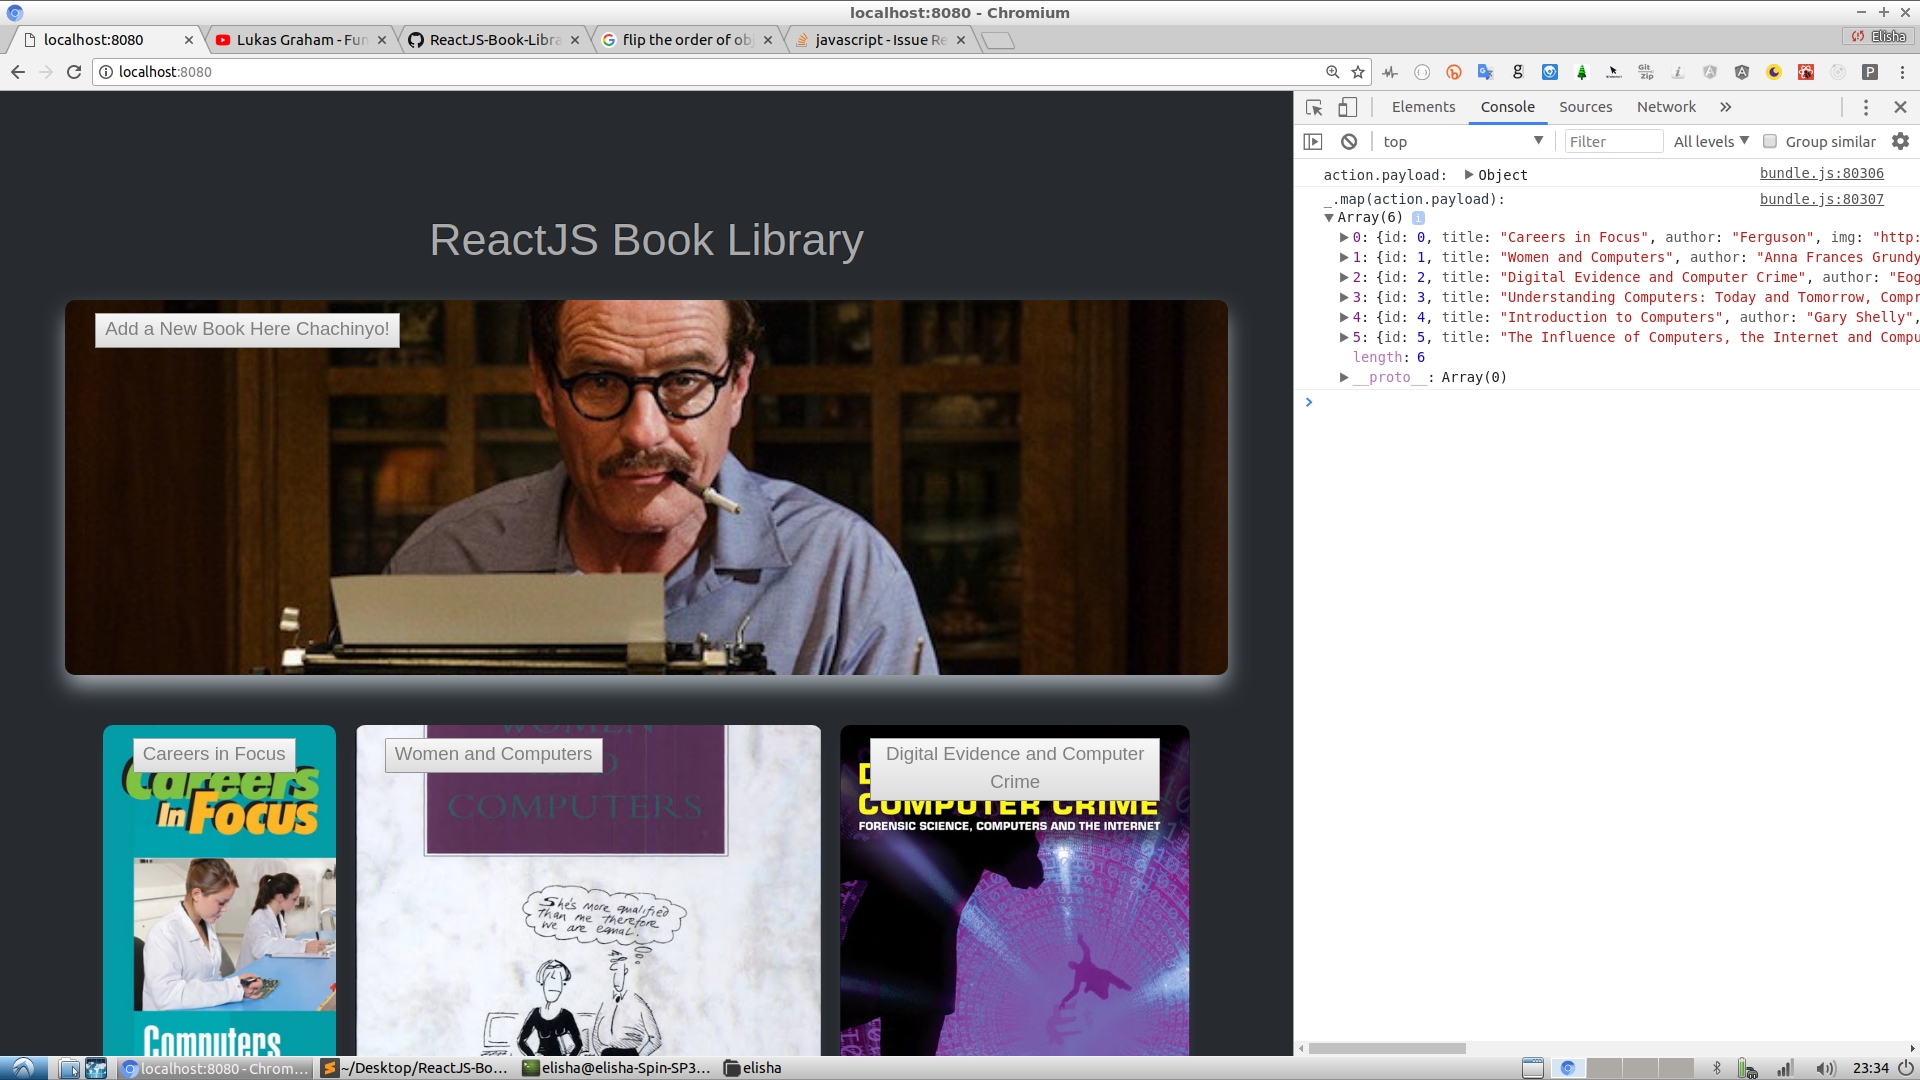 localhost:8080 - Chromium
localhost:8080
Lukas Graham - Fun
ReactJS-Book-Libra
flip the order of ob
javascript - Issue Re
Elisha
localhost:8080
Elements
Console
Sources
Network
top
Filter
All levels
Group similar
action.payload: Object
bundle.js:80306
_.map(action.payload):
bundle.js:80307
Array(6)
0: {id: 0, title: "Careers in Focus", author: "Ferguson", img: "http:
1: {id: 1, title: "Women and Computers", author: "Anna Frances Grundy
2: {id: 2, title: "Digital Evidence and Computer Crime", author: "Eog
3: {id: 3, title: "Understanding Computers: Today and Tomorrow, Compr
4: {id: 4, title: "Introduction to Computers", author: "Gary Shelly",
5: {id: 5, title: "The Influence of Computers, the Internet and Compu
length: 6
__proto__: Array(0)
ReactJS Book Library
Add a New Book Here Chachinyo!
Careers in Focus
Careers
In Focus
Computers
Women and Computers
WOMEN
COMPUTERS
She's more qualified
than me therefore
we are equal.
Digital Evidence and Computer
Crime
COMPUTER CRIME
FORENSIC SCIENCE, COMPUTERS AND THE INTERNET
localhost:8080 - Chrom...
~/Desktop/ReactJS-Bo...
elisha@elisha-Spin-SP3...
elisha
23:34